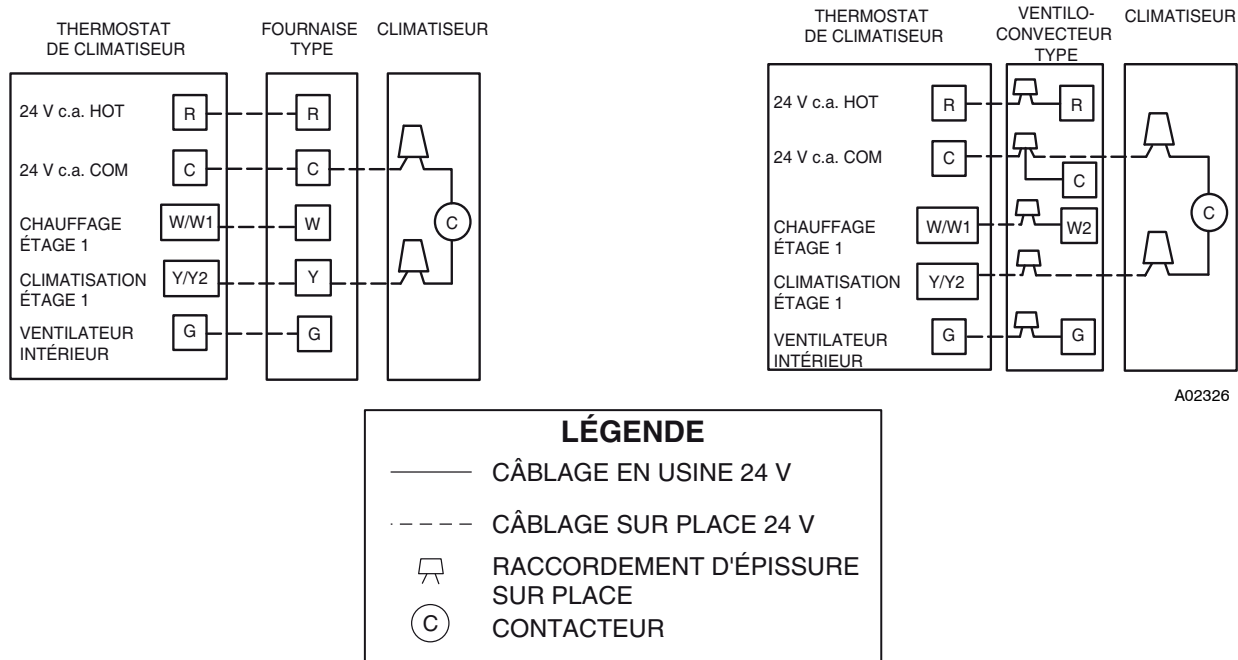 THERMOSTAT
DE CLIMATISEUR
FOURNAISE
TYPE
CLIMATISEUR
24 V c.a. HOT
R
R
24 V c.a. COM
C
C
C
CHAUFFAGE
ÉTAGE 1
W/W1
W
CLIMATISATION
ÉTAGE 1
Y/Y2
Y
VENTILATEUR
INTÉRIEUR
G
G
THERMOSTAT
DE CLIMATISEUR
VENTILO-
CONVECTEUR
TYPE
CLIMATISEUR
24 V c.a. HOT
R
R
24 V c.a. COM
C
C
C
CHAUFFAGE
ÉTAGE 1
W/W1
W2
CLIMATISATION
ÉTAGE 1
Y/Y2
VENTILATEUR
INTÉRIEUR
G
G
A02326
LÉGENDE
CÂBLAGE EN USINE 24 V
CÂBLAGE SUR PLACE 24 V
RACCORDEMENT D'ÉPISSURE
SUR PLACE
C
CONTACTEUR